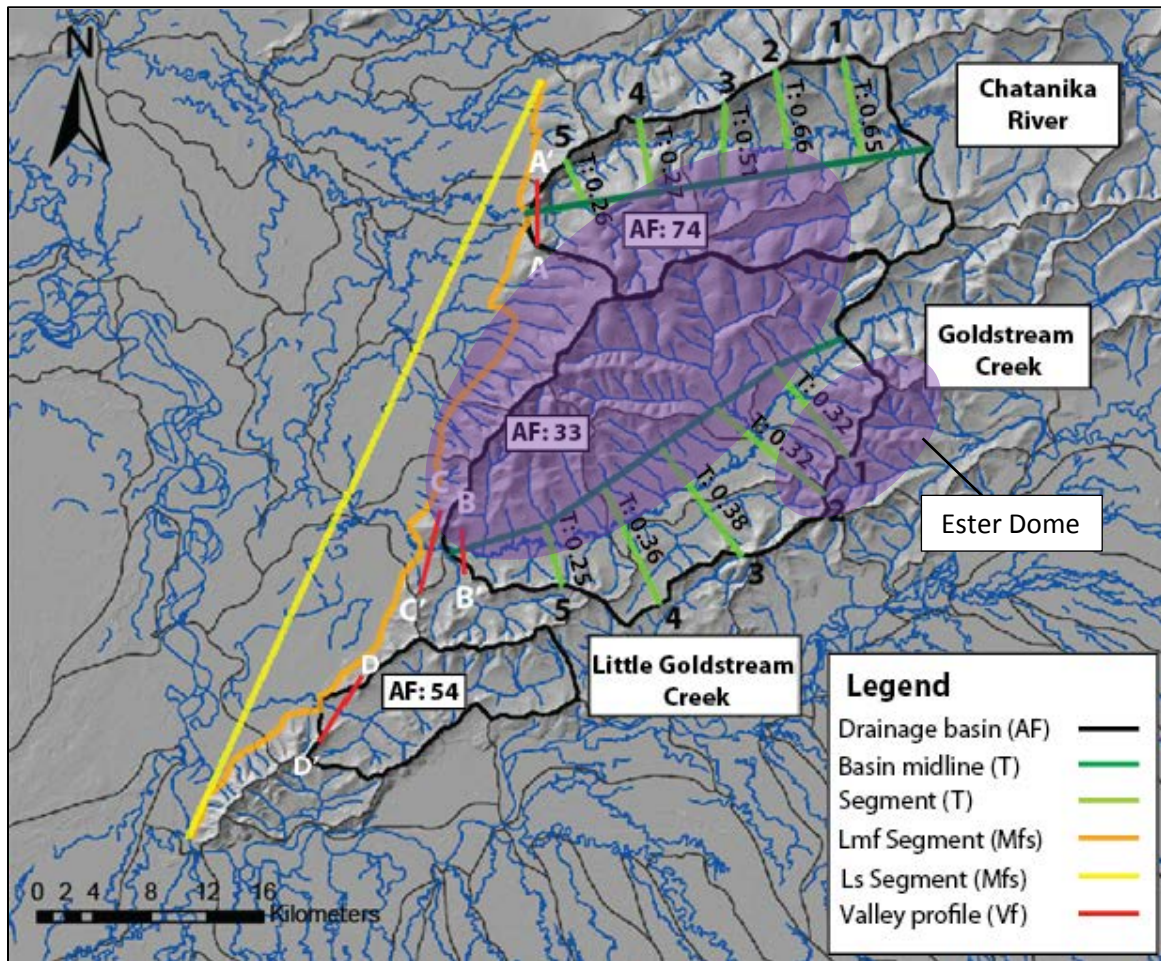 N
1
2
3
4
5
T: 0.65
T: 0.66
T: 0.51
T: 0.27
T: 0.26
Chatanika
River
A'
A
AF: 74
Goldstream
Creek
AF: 33
T: 0.32
T: 0.32
T: 0.38
T: 0.36
T: 0.25
1
2
3
4
5
Ester Dome
C
B
C'
B'
D
D'
AF: 54
Little Goldstream
Creek
0 2 4 8 12 16
Kilometers
Legend
Drainage basin (AF)
Basin midline (T)
Segment (T)
Lmf Segment (Mfs)
Ls Segment (Mfs)
Valley profile (Vf)